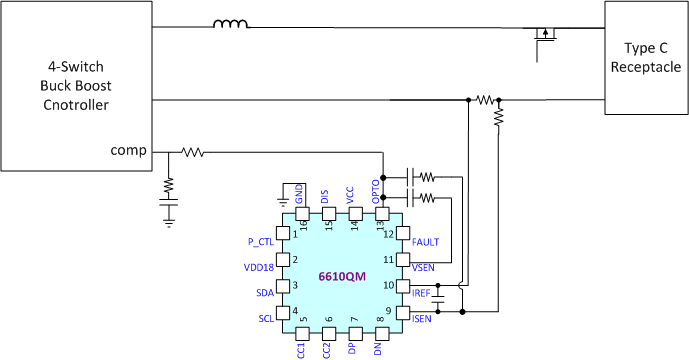 4-Switch
Buck Boost
Cnotroller
Type C
Receptacle
comp
GND
DIS
VCC
OPTO
16
15
14
13
P_CTL
1
12
FAULT
VDD18
2
11
VSEN
6610QM
SDA
3
10
IREF
SCL
4
9
ISEN
5
6
7
8
CC1
CC2
DP
DN